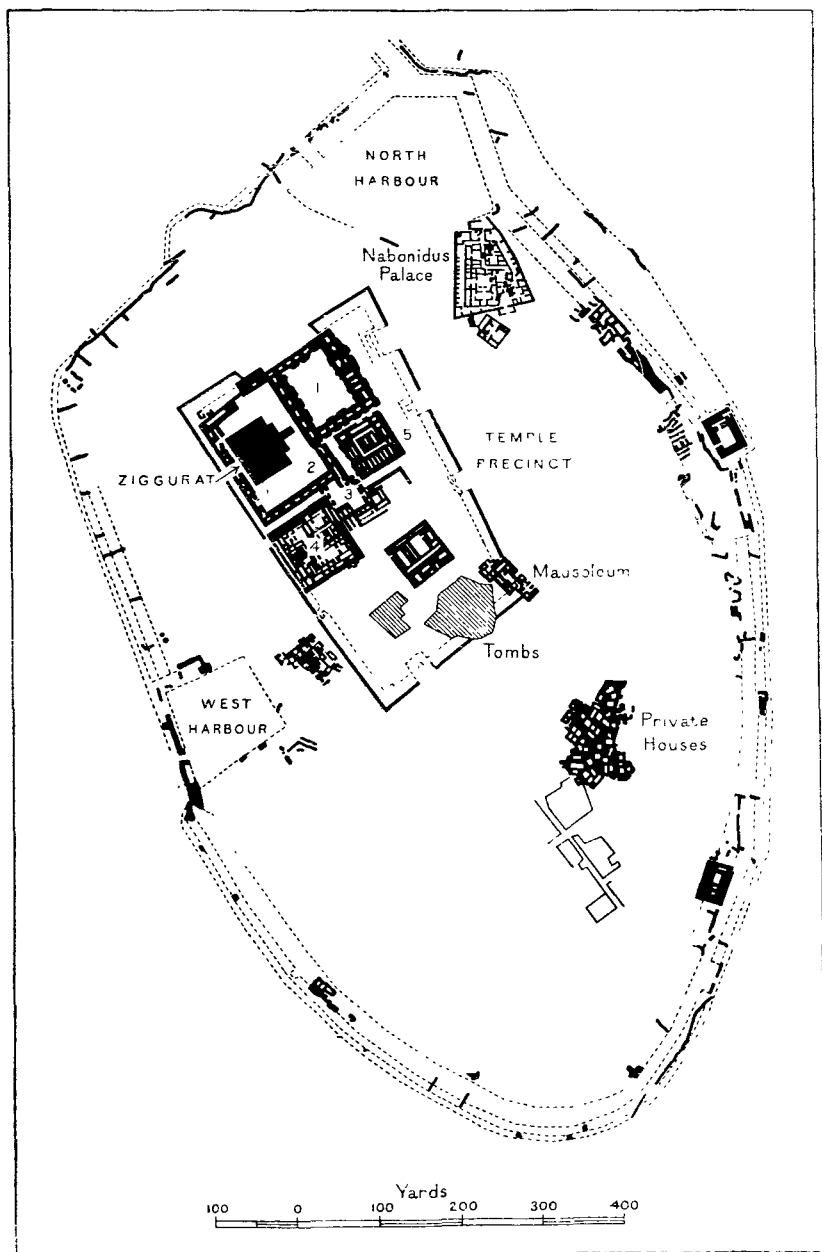 NORTH
HARBOUR
Nabonidus
Palace
1
5
TEMPLE
PRECINCT
ZIGGURAT
2
3
4
Mausoleum
Tombs
WEST
HARBOUR
Private
Houses
Yards
100 0 100 200 300 400